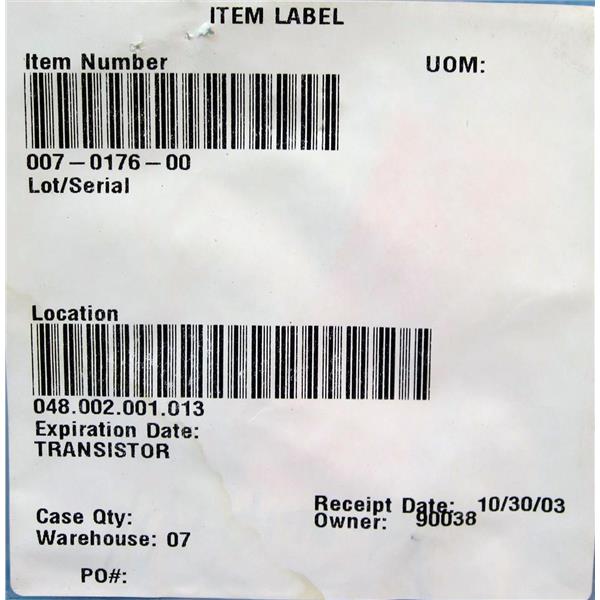 ITEM LABEL
Item Number UOM:
007-0176-00
Lot/Serial
Location
048.002.001.013
Expiration Date:
TRANSISTOR
Receipt Date: 10/30/03
Case Qty: Owner: 90038
Warehouse: 07
PO#: